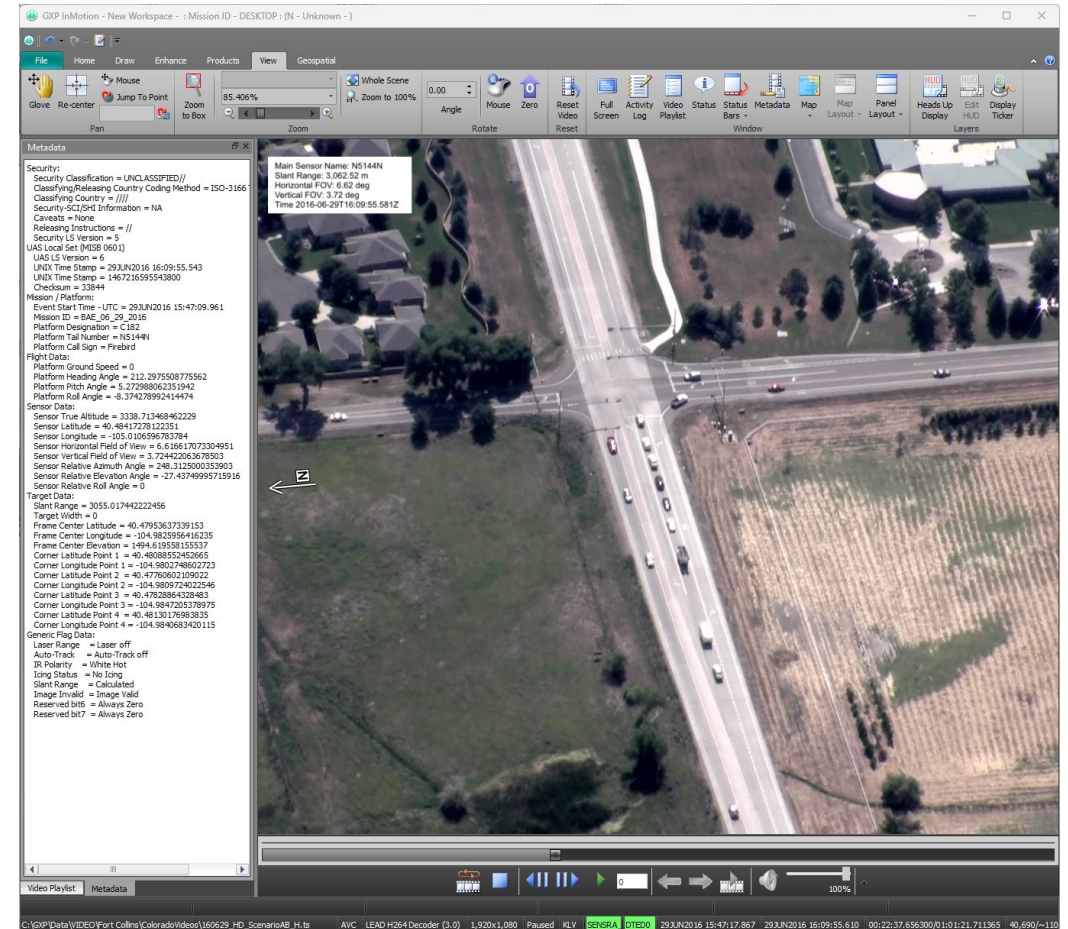 GXP InMotion - New Workspace - : Mission ID - DESKTOP : (N - Unknown - )
File Home Draw Enhance Products View Geospatial
Glove
Re-center
Mouse
Jump To Point
Pan
Zoom to Box
85.406%
Whole Scene
Zoom to 100%
Zoom
0.00
Angle
Mouse
Zero
Rotate
Reset Video
Reset
Full Screen
Activity Log
Video Playlist
Status
Status Bars
Metadata
Map
Map Layout
Panel Layout
Window
HUD
Heads Up Display
HUD
Edit HUD
Display Ticker
Layers
Metadata
Security:
Security Classification = UNCLASSIFIED//
Classifying/Releasing Country Coding Method = ISO-3166
Classifying Country = ////
Security-SCI/SHI Information = NA
Caveats = None
Releasing Instructions = //
Security LS Version = 5
UAS Local Set (MISB 0601)
UAS LS Version = 6
UNIX Time Stamp = 29JUN2016 16:09:55.543
UNIX Time Stamp = 1467216595543800
Checksum = 33844
Mission / Platform:
Event Start Time - UTC = 29JUN2016 15:47:09.961
Mission ID = BAE_06_29_2016
Platform Designation = C182
Platform Tail Number = N5144N
Platform Call Sign = Firebird
Flight Data:
Platform Ground Speed = 0
Platform Heading Angle = 212.2975508775562
Platform Pitch Angle = 5.272988062351942
Platform Roll Angle = -8.374278992414474
Sensor Data:
Sensor True Altitude = 3338.713468462229
Sensor Latitude = 40.48417278122351
Sensor Longitude = -105.0106596783784
Sensor Horizontal Field of View = 6.616617073304951
Sensor Vertical Field of View = 3.724422063678503
Sensor Relative Azimuth Angle = 248.3125000353903
Sensor Relative Elevation Angle = -27.43749995715916
Sensor Relative Roll Angle = 0
Target Data:
Slant Range = 3055.017442222456
Target Width = 0
Frame Center Latitude = 40.47953637339153
Frame Center Longitude = -104.9825956416235
Frame Center Elevation = 1494.619558155537
Corner Latitude Point 1 = 40.48088552452665
Corner Longitude Point 1 = -104.9802748602723
Corner Latitude Point 2 = 40.47760602109022
Corner Longitude Point 2 = -104.9809724022546
Corner Latitude Point 3 = 40.47828864328483
Corner Longitude Point 3 = -104.9847205378975
Corner Latitude Point 4 = 40.48130176983835
Corner Longitude Point 4 = -104.9840683420115
Generic Flag Data:
Laser Range = Laser off
Auto-Track = Auto-Track off
IR Polarity = White Hot
Icing Status = No Icing
Slant Range = Calculated
Image Invalid = Image Valid
Reserved bit6 = Always Zero
Reserved bit7 = Always Zero
Main Sensor Name: N5144N
Slant Range: 3,062.52 m
Horizontal FOV: 6.62 deg
Vertical FOV: 3.72 deg
Time 2016-06-29T16:09:55.581Z
N
Video Playlist Metadata
0
100%
C:\GXP\Data\VIDEO\Fort Collins\ColoradoVideos\160629_HD_ScenarioAB_H.ts AVC LEAD H264 Decoder (3.0) 1,920x1,080 Paused KLV SENSRA DTED0 29JUN2016 15:47:17.867 29JUN2016 16:09:55.610 00:22:37.656300/01:01:21.711365 40,690/~110